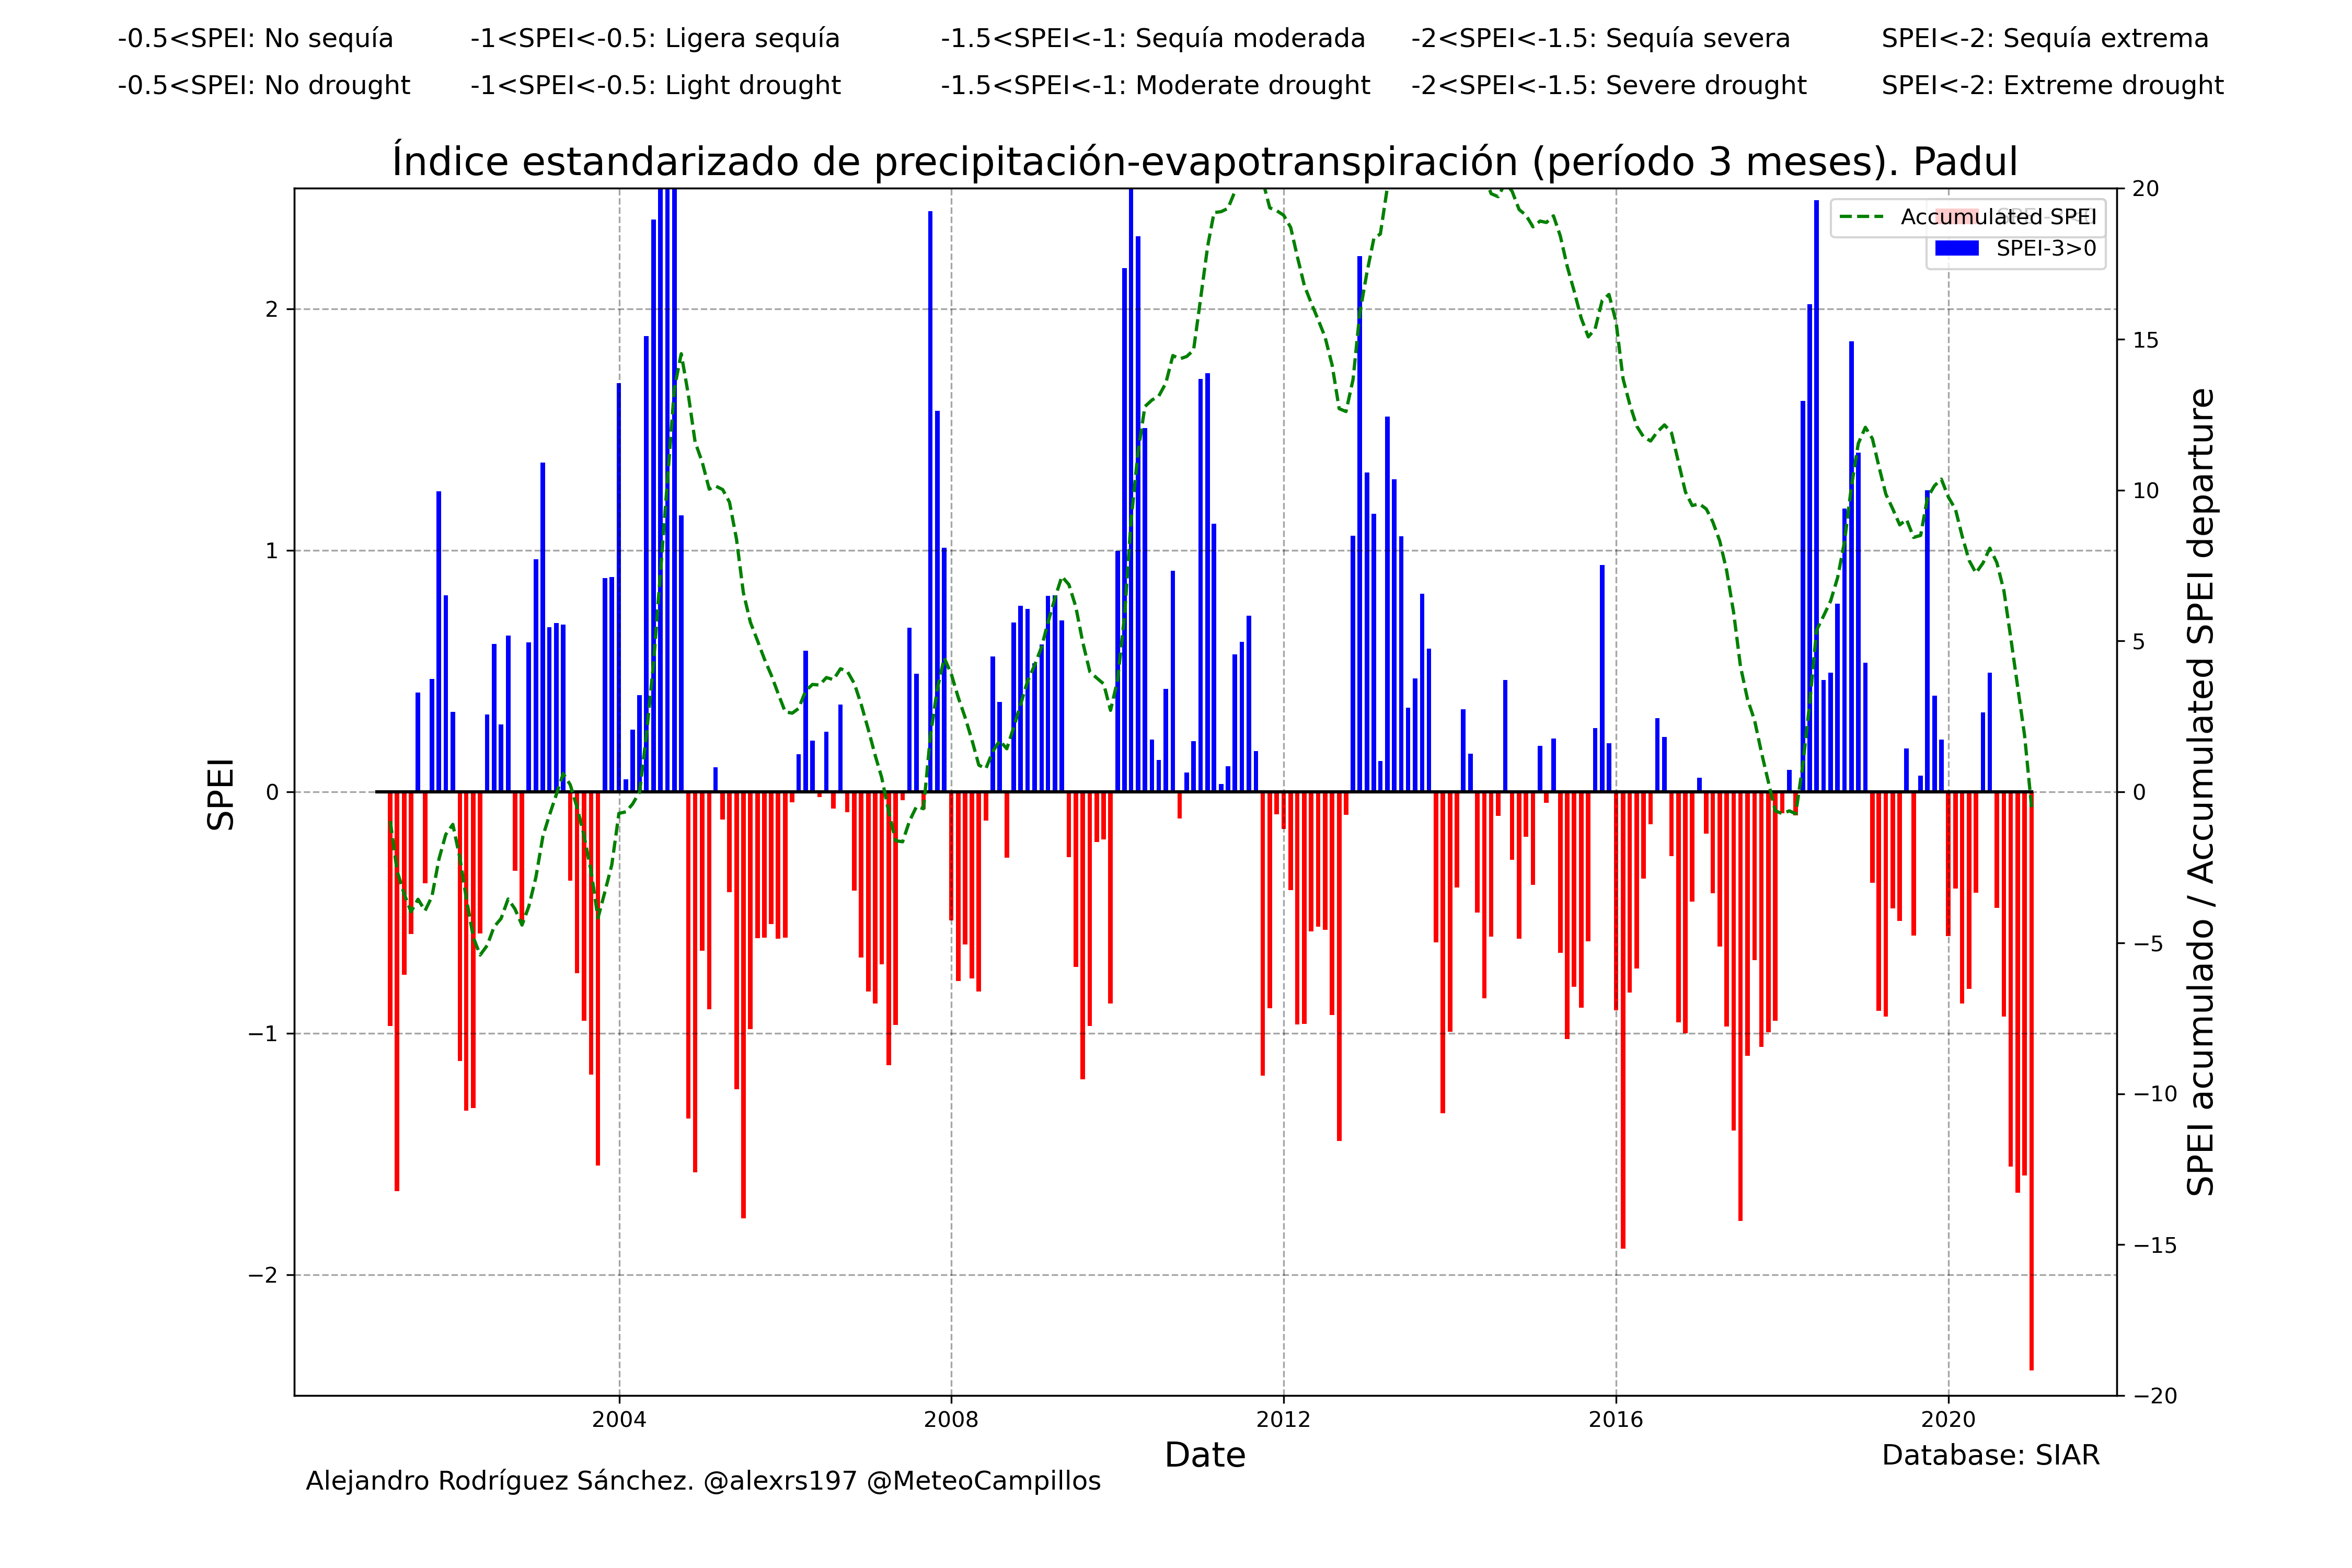 -0.5<SPEI: No sequía -1<SPEI<-0.5: Ligera sequía -1.5<SPEI<-1: Sequía moderada -2<SPEI<-1.5: Sequía severa SPEI<-2: Sequía extrema
-0.5<SPEI: No drought -1<SPEI<-0.5: Light drought -1.5<SPEI<-1: Moderate drought -2<SPEI<-1.5: Severe drought SPEI<-2: Extreme drought
Índice estandarizado de precipitación-evapotranspiración (período 3 meses). Padul
Accumulated SPEI
SPEI-3>0
SPEI
2
1
0
−1
−2
20
15
10
5
0
−5
−10
−15
−20
SPEI acumulado / Accumulated SPEI departure
2004 2008 2012 2016 2020
Date
Database: SIAR
Alejandro Rodríguez Sánchez. @alexrs197 @MeteoCampillos